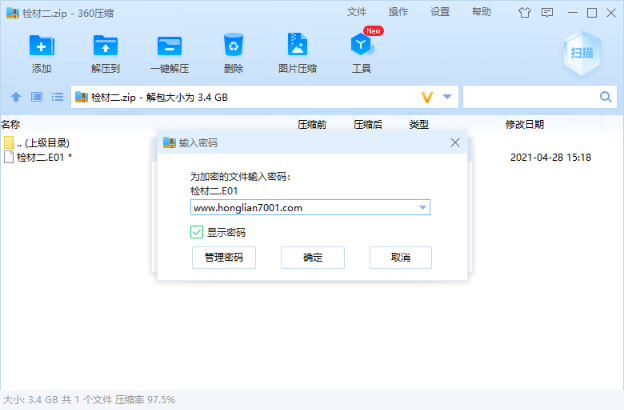 检材二.zip - 360压缩
文件 操作 设置 帮助
添加 解压到 一键解压 删除 图片压缩 工具 New 扫描
检材二.zip - 解包大小为 3.4 GB
名称 压缩前 压缩后 类型 修改日期
.. (上级目录)
检材二.E01 * 2021-04-28 15:18
输入密码
为加密的文件输入密码:
检材二.E01
www.honglian7001.com
显示密码
管理密码 确定 取消
大小: 3.4 GB 共 1 个文件 压缩率 97.5%